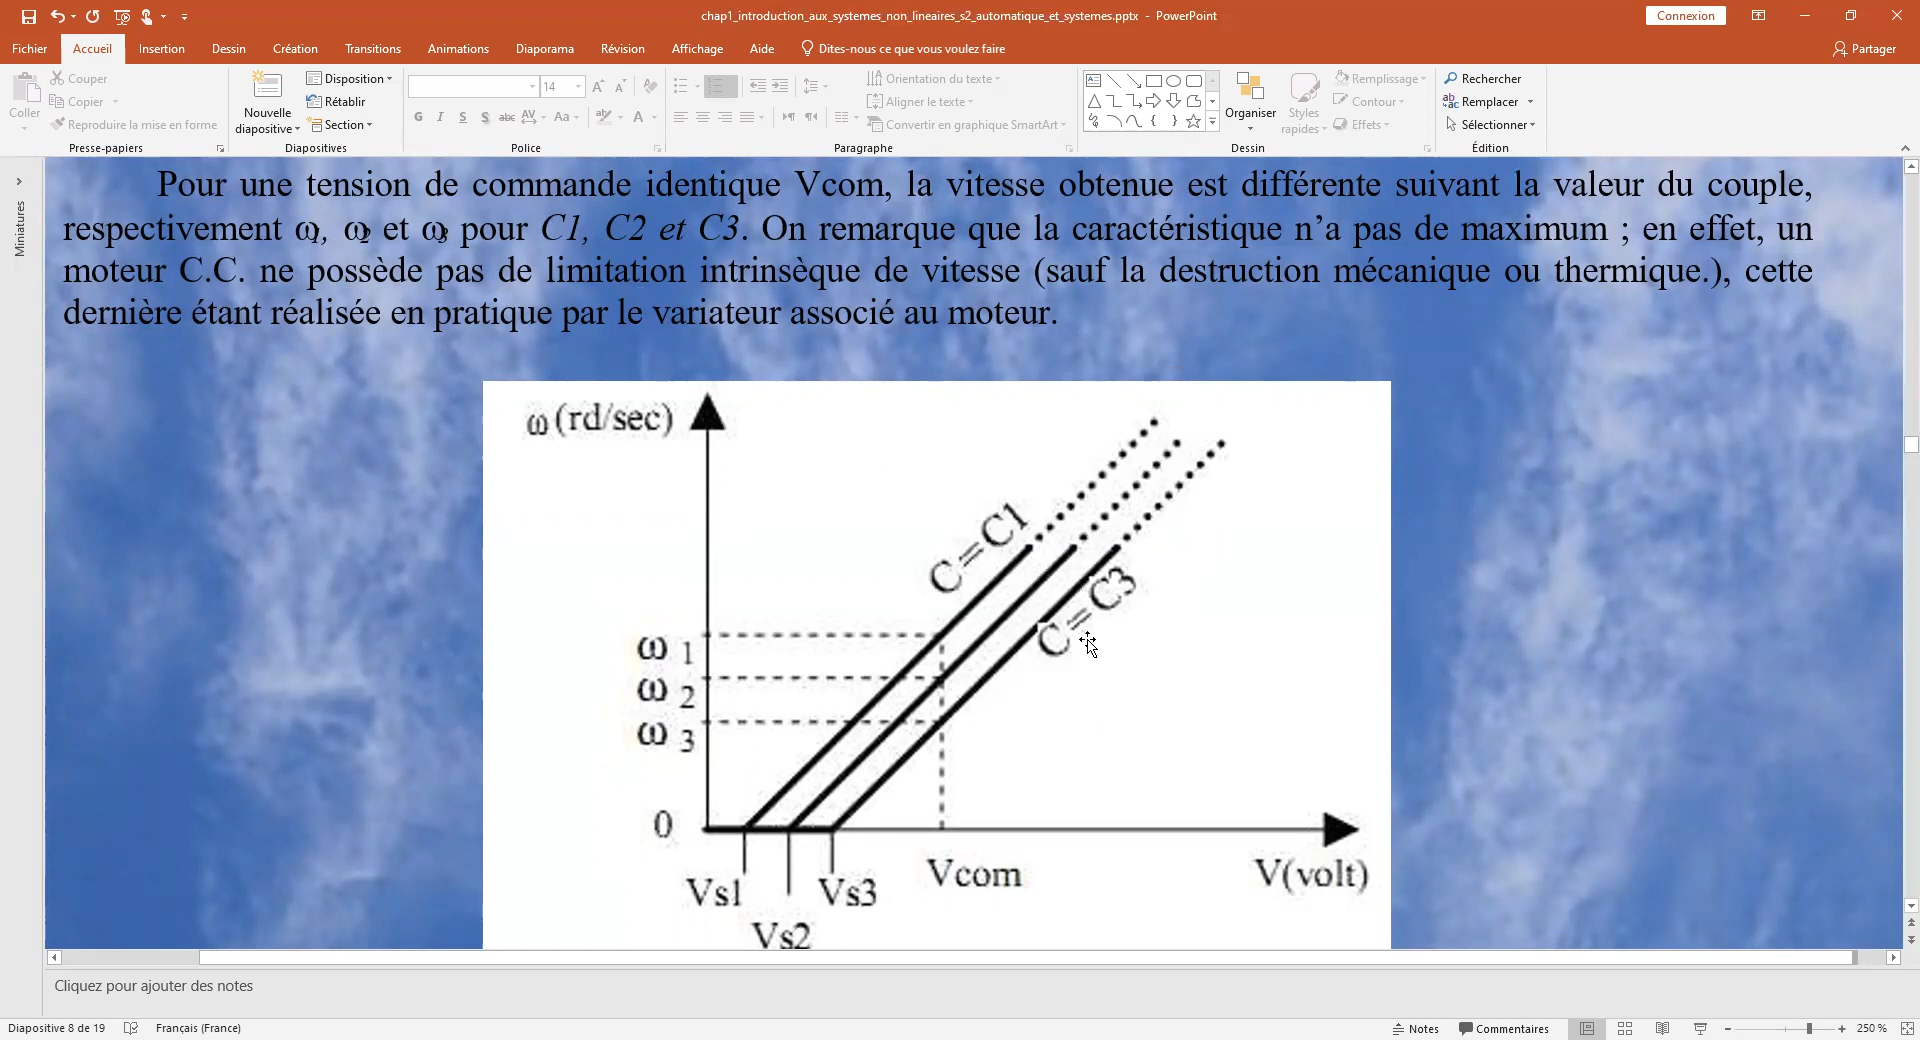 chap1_introduction_aux_systemes_non_lineaires_s2_automatique_et_systemes.pptx - PowerPoint
Connexion
Fichier Accueil Insertion Dessin Création Transitions Animations Diaporama Révision Affichage Aide Dites-nous ce que vous voulez faire Partager
Coller
Couper
Copier
Reproduire la mise en forme
Presse-papiers
Nouvelle
diapositive
Disposition
Rétablir
Section
Diapositives
14
G I S S abc AV Aa A
Police
Orientation du texte
Aligner le texte
Convertir en graphique SmartArt
Paragraphe
Organiser
Styles
rapides
Remplissage
Contour
Effets
Dessin
Rechercher
Remplacer
Sélectionner
Édition
Miniatures
Pour une tension de commande identique Vcom, la vitesse obtenue est différente suivant la valeur du couple,
respectivement ω1, ω2 et ω3 pour C1, C2 et C3. On remarque que la caractéristique n’a pas de maximum ; en effet, un
moteur C.C. ne possède pas de limitation intrinsèque de vitesse (sauf la destruction mécanique ou thermique.), cette
dernière étant réalisée en pratique par le variateur associé au moteur.
ω (rd/sec)
C=C1
C=C3
ω 1
ω 2
ω 3
0
Vs1
Vs2
Vs3
Vcom
V(volt)
Cliquez pour ajouter des notes
Diapositive 8 de 19 Français (France) Notes Commentaires 250 %